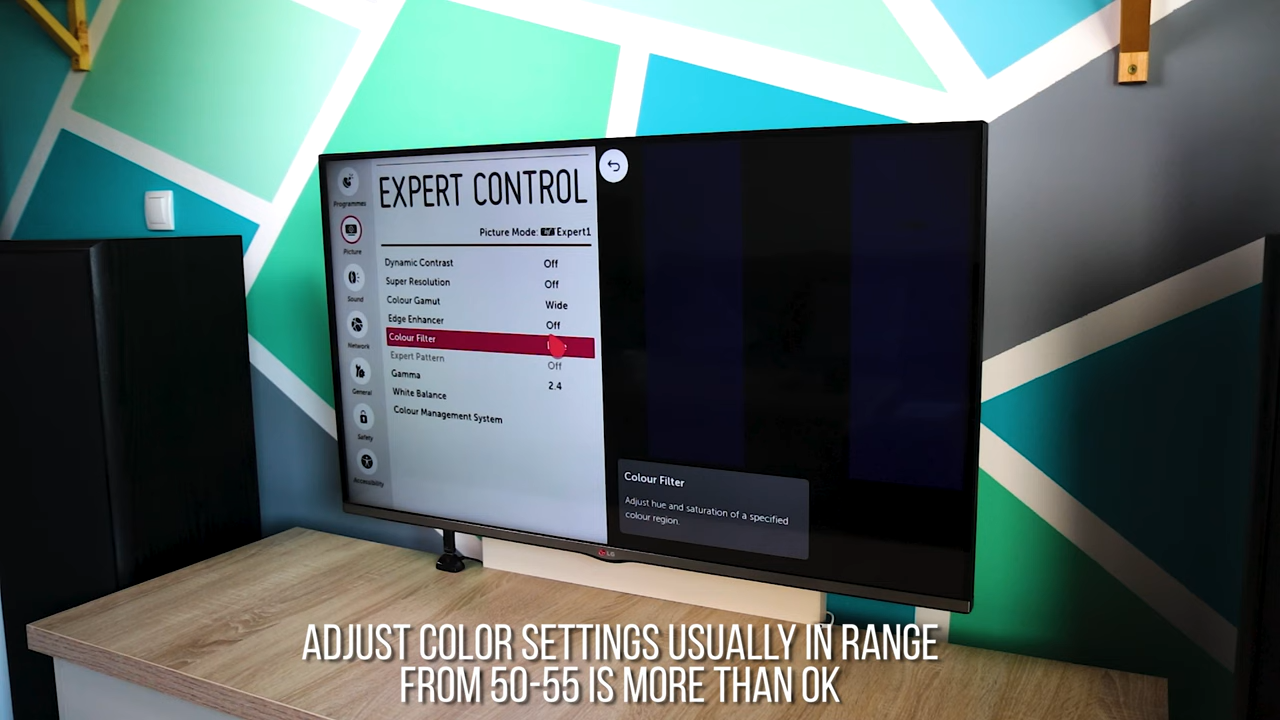 EXPERT CONTROL
Picture Mode: Expert1
Programmes
Picture
Sound
Network
General
Safety
Accessibility
Dynamic Contrast Off
Super Resolution Off
Colour Gamut Wide
Edge Enhancer Off
Colour Filter
Expert Pattern Off
Gamma 2.4
White Balance
Colour Management System
Colour Filter
Adjust hue and saturation of a specified
colour region.
LG
ADJUST COLOR SETTINGS USUALLY IN RANGE
FROM 50-55 IS MORE THAN OK